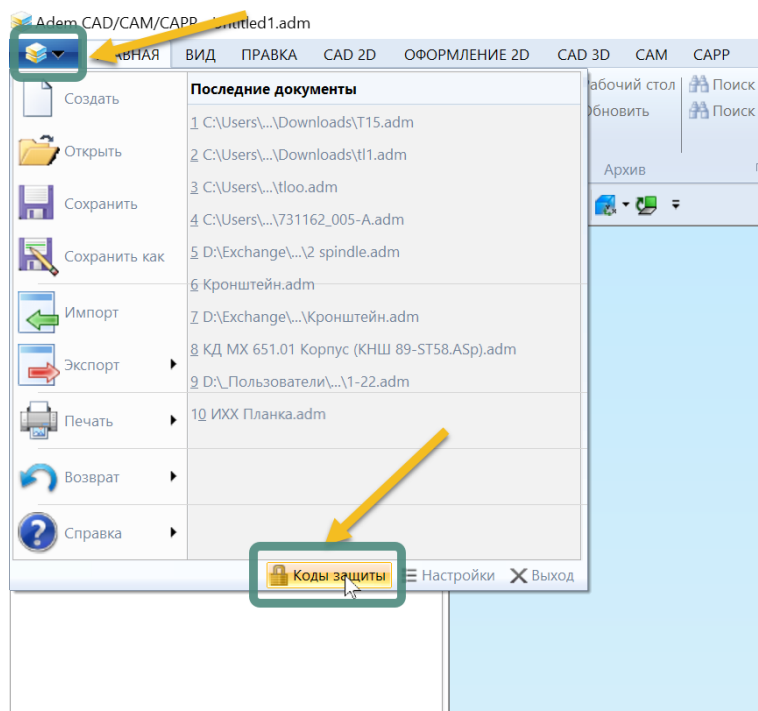 Adem CAD/CAM/CAPP - Untitled1.adm
ВИД ПРАВКА CAD 2D ОФОРМЛЕНИЕ 2D CAD 3D CAM CAPP
Последние документы
Создать
Открыть
Сохранить
Сохранить как
Импорт
Экспорт
Печать
Возврат
Справка
1 C:\Users\...\Downloads\T15.adm
2 C:\Users\...\Downloads\tl1.adm
3 C:\Users\...\tloo.adm
4 C:\Users\...\731162_005-A.adm
5 D:\Exchange\...\2 spindle.adm
6 Кронштейн.adm
7 D:\Exchange\...\Кронштейн.adm
8 КД МХ 651.01 Корпус (КНШ 89-ST58.ASp).adm
9 D:\_Пользователи\...\1-22.adm
10 ИХХ Планка.adm
Коды защиты Настройки Выход
стол Поиск
Поиск
Архив